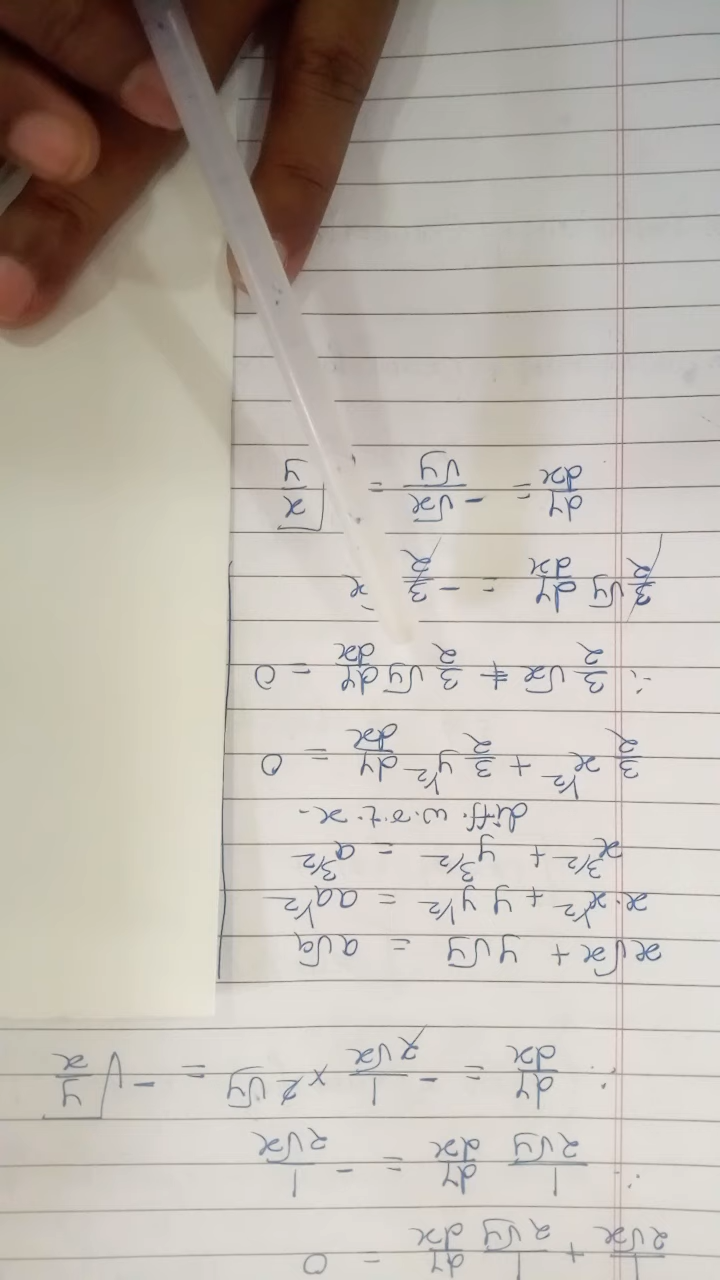 1/2√x + 1/2√y dy/dx = 0
∴ 1/2√y dy/dx = - 1/2√x
∴ dy/dx = - 1/2√x × 2√y = -√y/x
x√x + y√y = a√a
x·x^1/2 + y y^1/2 = a a^1/2
x^3/2 + y^3/2 = a^3/2
diff. w.r.t. x -
3/2 x^1/2 + 3/2 y^1/2 dy/dx = 0
∴ 3/2 √x + 3/2 √y dy/dx = 0
3/2 √y dy/dx = - 3/2 x
dy/dx = -√x/√y = √x/y